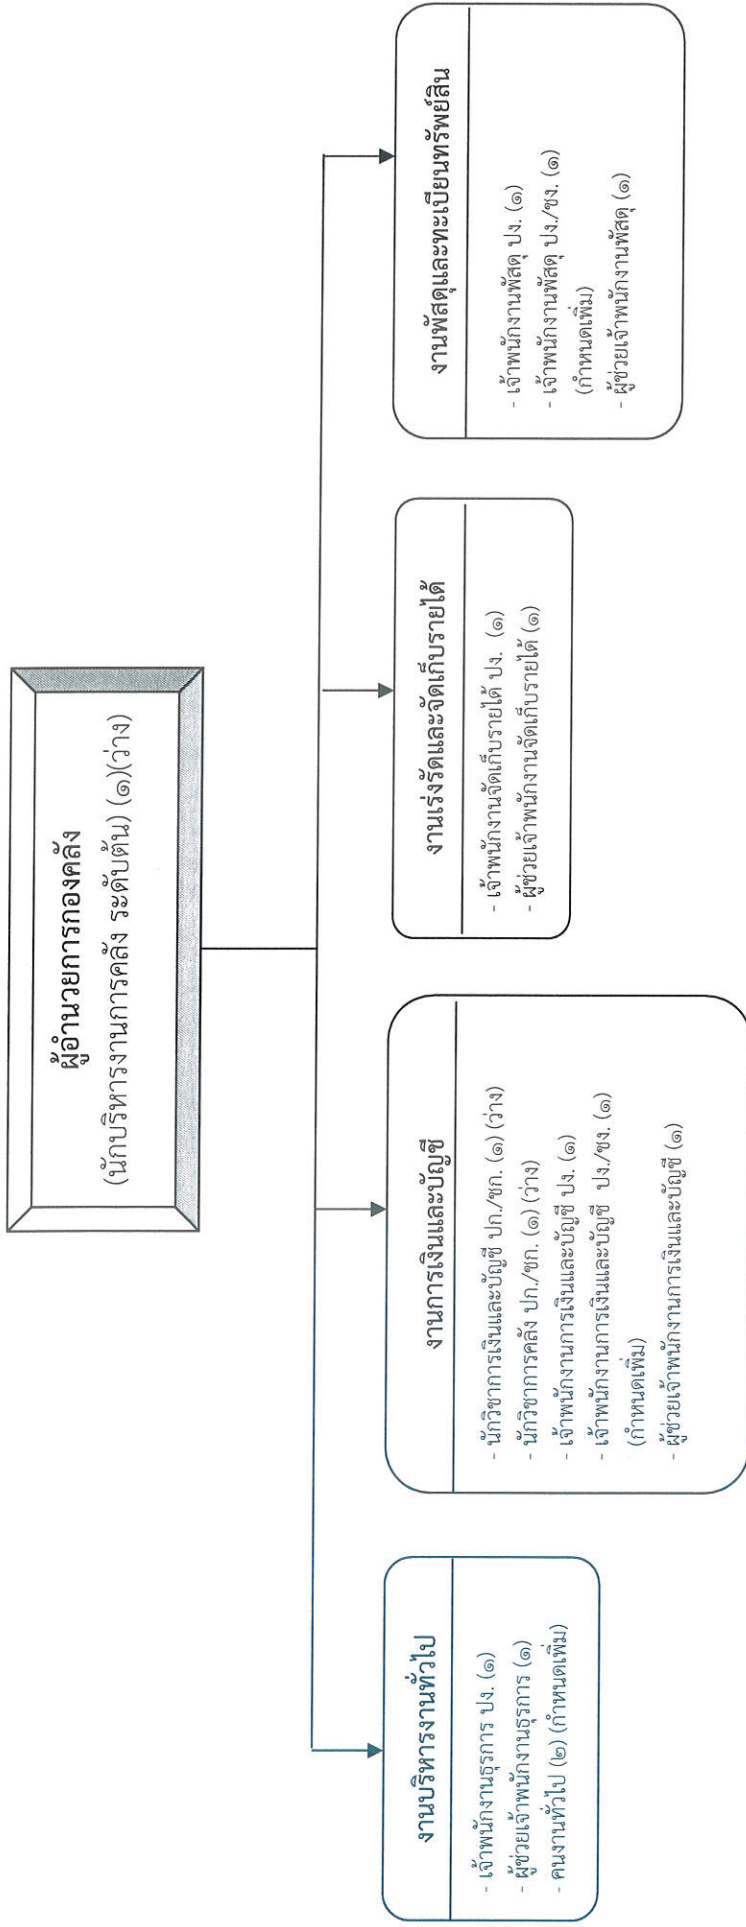 ผู้อำนวยการกองคลัง
(นักบริหารงานการคลัง ระดับต้น) (๑)(ว่าง)
งานบริหารงานทั่วไป
- เจ้าพนักงานธุรการ ปง. (๑)
- ผู้ช่วยเจ้าพนักงานธุรการ (๑)
- คนงานทั่วไป (๒) (กำหนดเพิ่ม)
งานการเงินและบัญชี
- นักวิชาการเงินและบัญชี ปก./ชก. (๑) (ว่าง)
- นักวิชาการคลัง ปก./ชก. (๑) (ว่าง)
- เจ้าพนักงานการเงินและบัญชี ปง. (๑)
- เจ้าพนักงานการเงินและบัญชี ปง./ชง. (๑)
(กำหนดเพิ่ม)
- ผู้ช่วยเจ้าพนักงานการเงินและบัญชี (๑)
งานเร่งรัดและจัดเก็บรายได้
- เจ้าพนักงานจัดเก็บรายได้ ปง. (๑)
- ผู้ช่วยเจ้าพนักงานจัดเก็บรายได้ (๑)
งานพัสดุและทะเบียนทรัพย์สิน
- เจ้าพนักงานพัสดุ ปง. (๑)
- เจ้าพนักงานพัสดุ ปง./ชง. (๑)
(กำหนดเพิ่ม)
- ผู้ช่วยเจ้าพนักงานพัสดุ (๑)